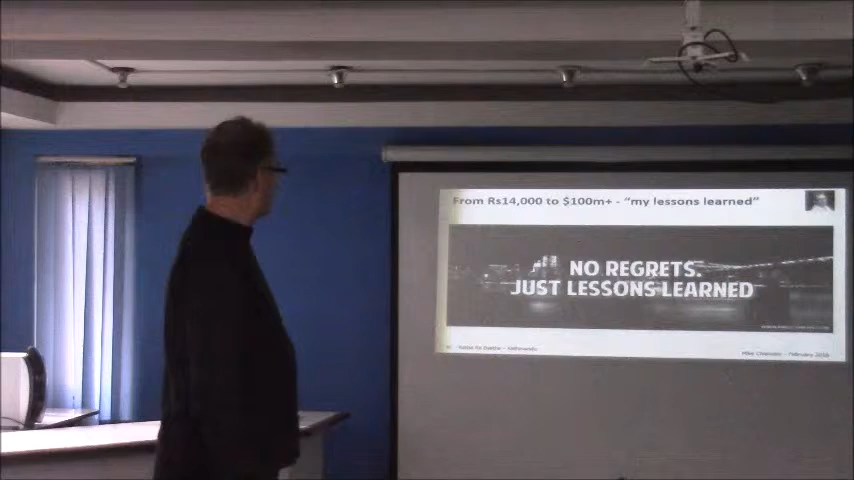 From Rs14,000 to $100m+ - "my lessons learned"
NO REGRETS.
JUST LESSONS LEARNED